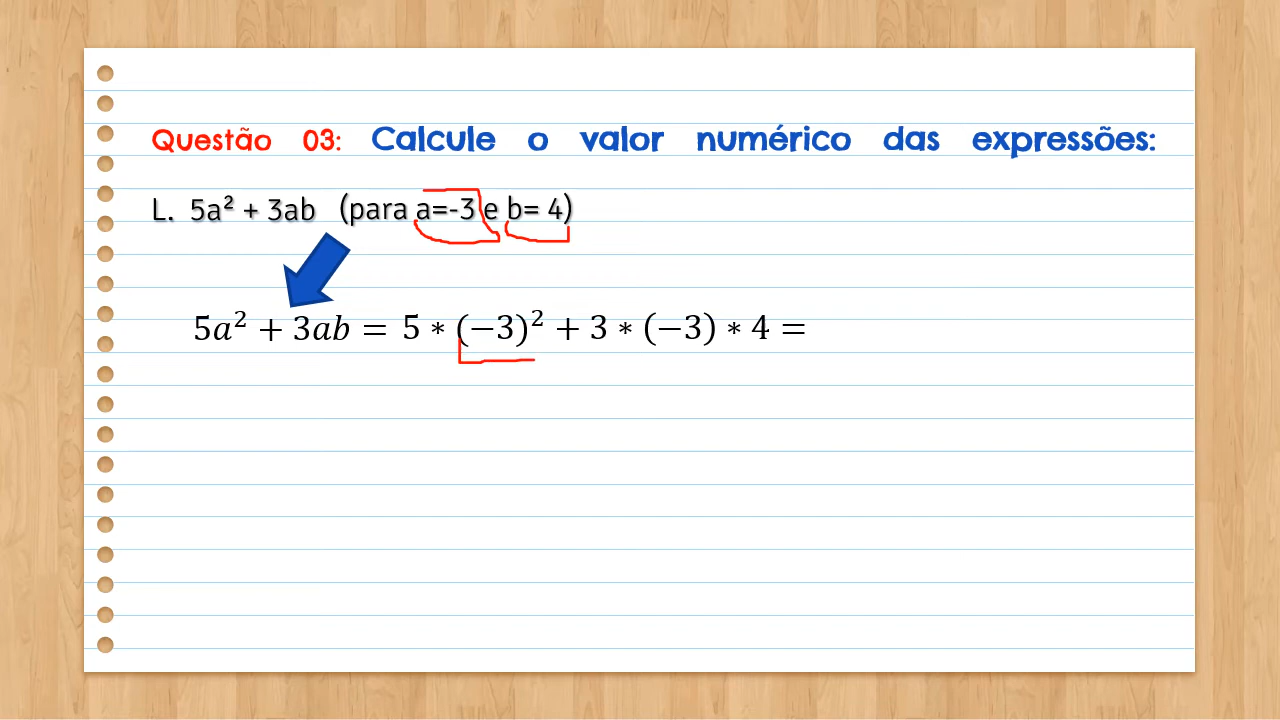 Questão 03: Calcule o valor numérico das expressões:
L. 5a² + 3ab (para a=-3 e b= 4)
5a² + 3ab = 5 * (−3)² + 3 * (−3) * 4 =